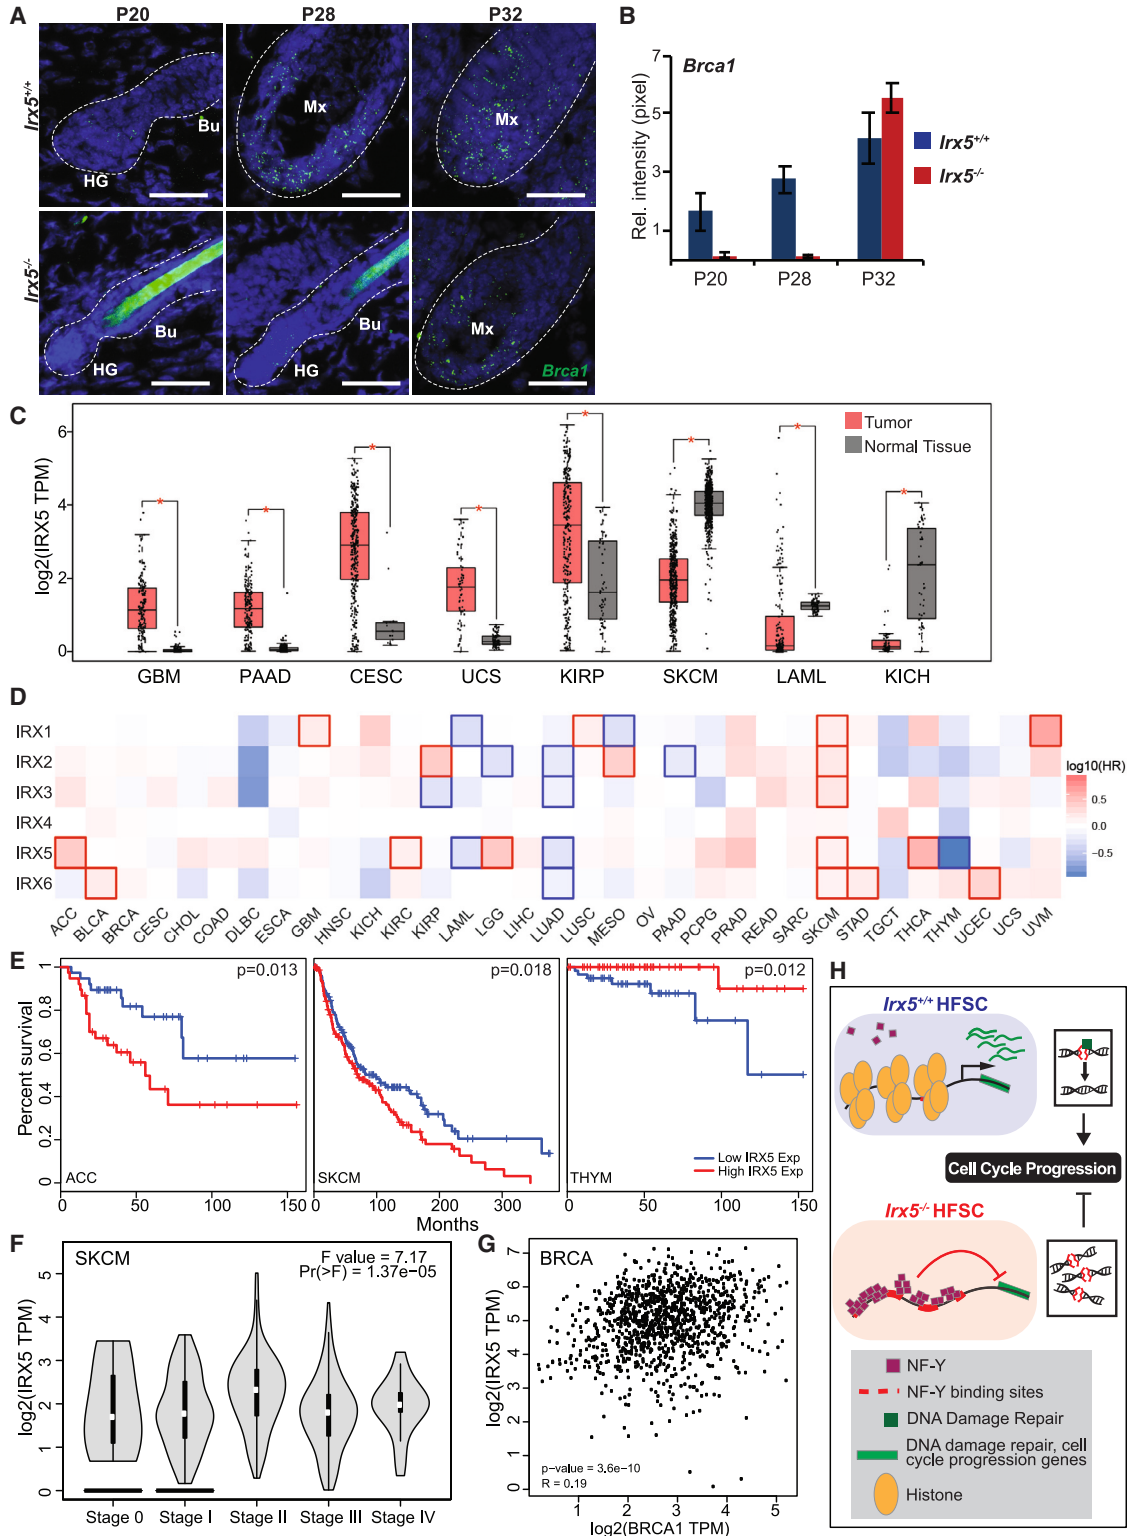 A
P20
P28
P32
Irx5+/+
Bu
HG
Mx
Mx
Irx5-/-
Bu
HG
Bu
HG
Mx
Brca1
B
Brca1
Rel. intensity (pixel)
7
5
3
1
P20
P28
P32
Irx5+/+
Irx5-/-
C
log2(IRX5 TPM)
6
4
2
0
* * * * * * * *
Tumor
Normal Tissue
GBM PAAD CESC UCS KIRP SKCM LAML KICH
D
IRX1
IRX2
IRX3
IRX4
IRX5
IRX6
log10(HR)
0.5
0.0
−0.5
ACC BLCA BRCA CESC CHOL COAD DLBC ESCA GBM HNSC KICH KIRC KIRP LAML LGG LIHC LUAD LUSC MESO OV PAAD PCPG PRAD READ SARC SKCM STAD TGCT THCA THYM UCEC UCS UVM
E
Percent survival
1
0.8
0.6
0.4
0.2
0
p=0.013
ACC
0 50 100 150
p=0.018
SKCM
0 100 200 300
p=0.012
Low IRX5 Exp
High IRX5 Exp
THYM
0 50 100 150
Months
F
SKCM
F value = 7.17
Pr(>F) = 1.37e−05
log2(IRX5 TPM)
5
4
3
2
1
0
Stage 0 Stage I Stage II Stage III Stage IV
G
BRCA
log2(IRX5 TPM)
7
6
5
4
3
2
1
0
p−value = 3.6e−10
R = 0.19
1 2 3 4 5
log2(BRCA1 TPM)
H
Irx5+/+ HFSC
Cell Cycle Progression
Irx5-/- HFSC
NF-Y
NF-Y binding sites
DNA Damage Repair
DNA damage repair, cell
cycle progression genes
Histone